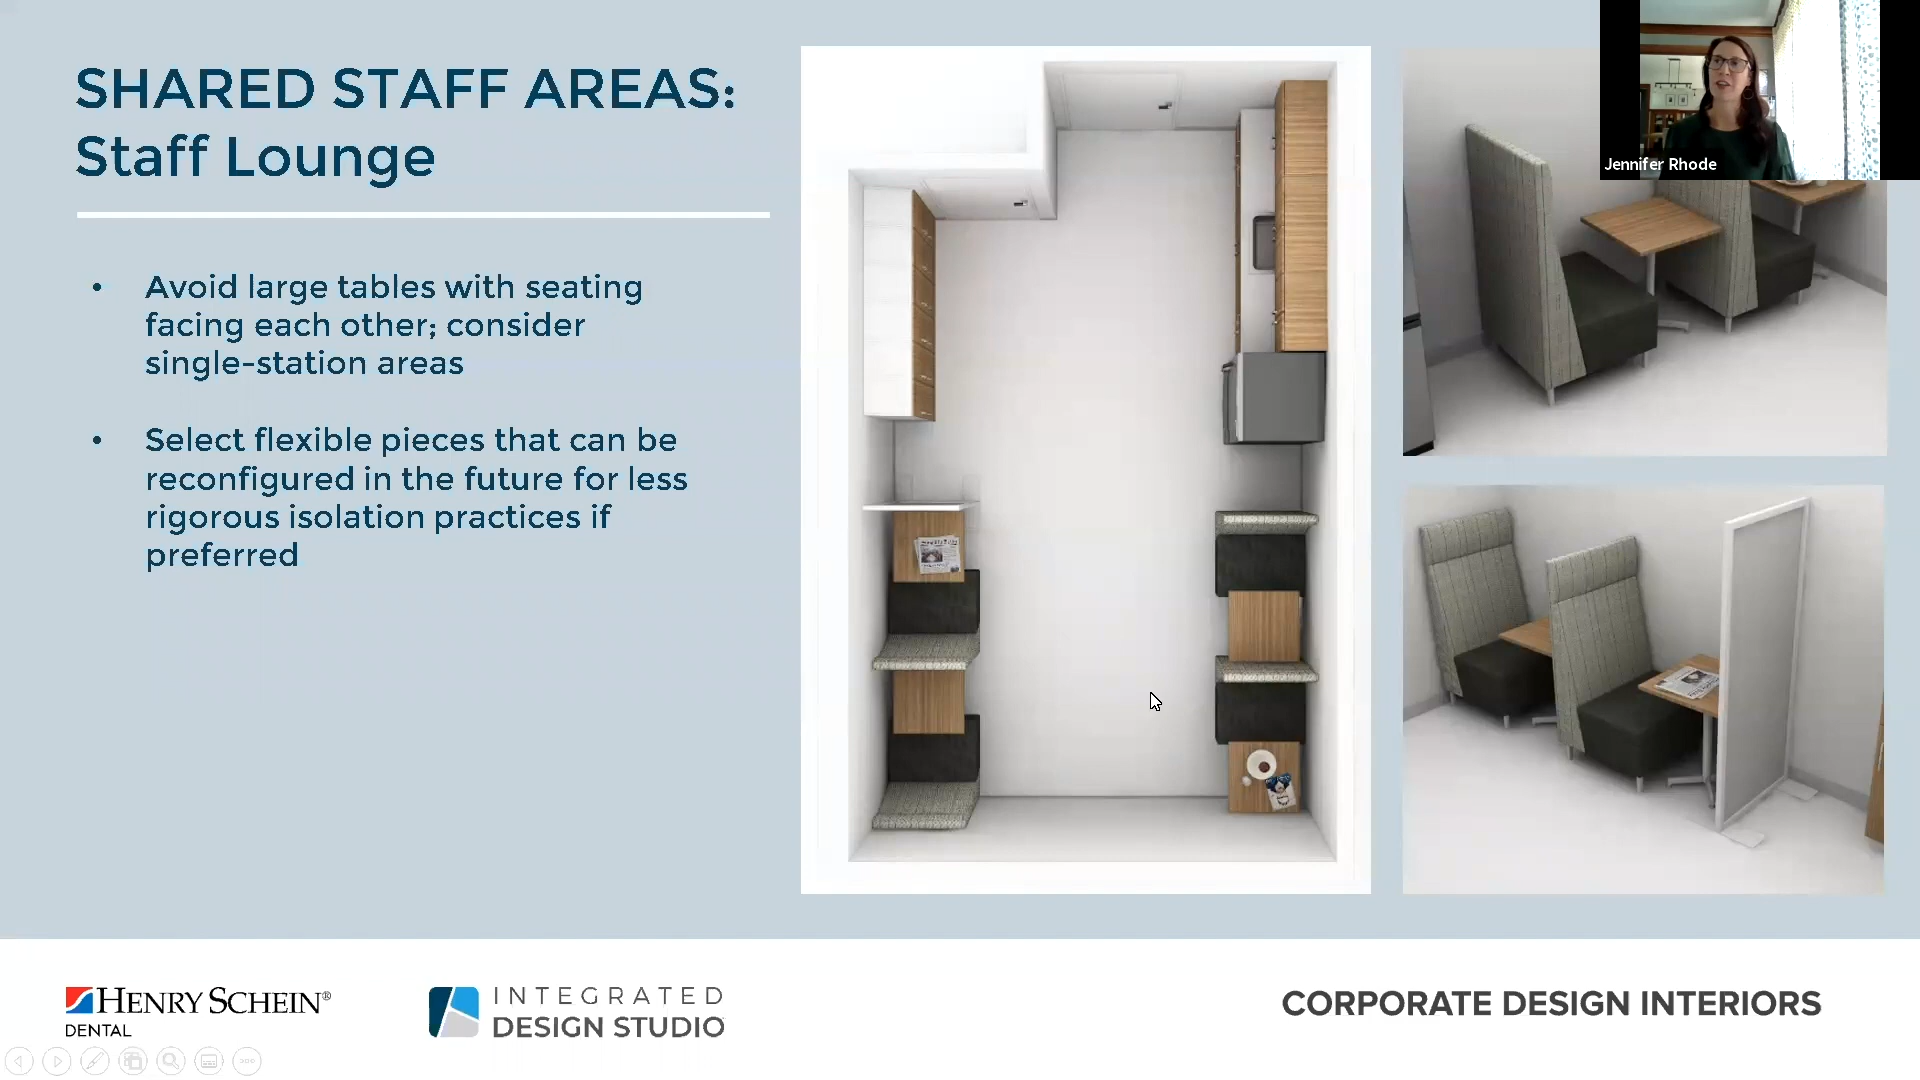 SHARED STAFF AREAS:
Staff Lounge
• Avoid large tables with seating
facing each other; consider
single-station areas
• Select flexible pieces that can be
reconfigured in the future for less
rigorous isolation practices if
preferred
Jennifer Rhode
HENRY SCHEIN®
DENTAL
INTEGRATED
DESIGN STUDIO
CORPORATE DESIGN INTERIORS